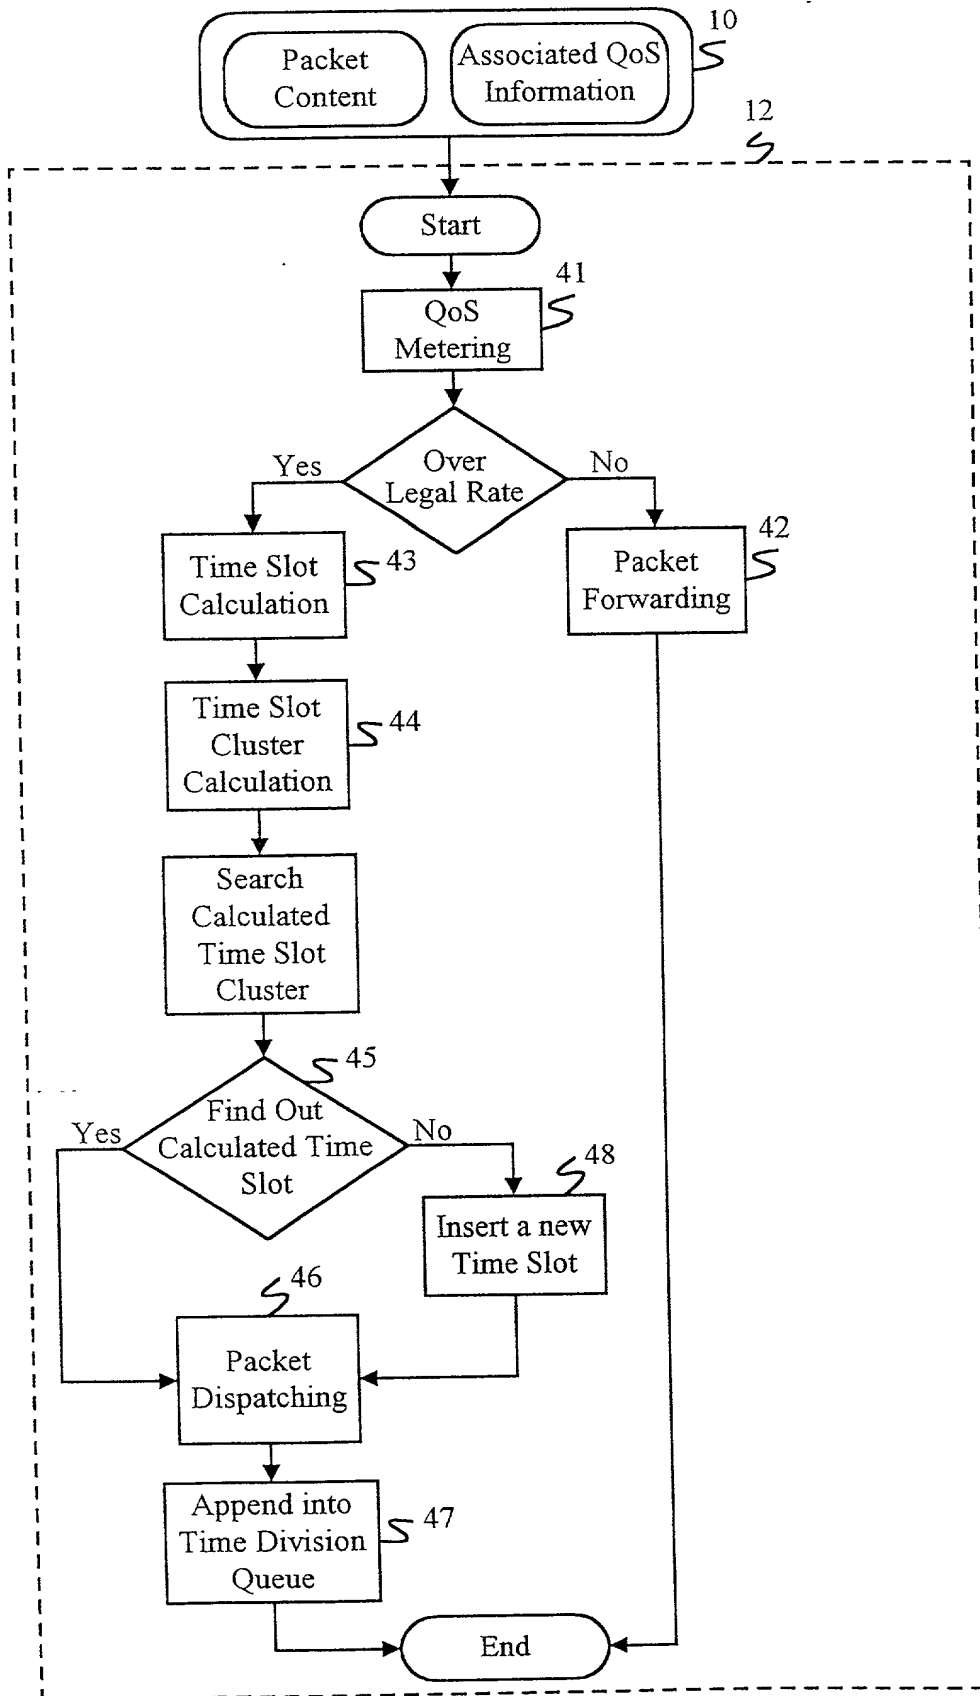 10
Packet
Content
Associated QoS
Information
12
Start
41
QoS
Metering
Over
Legal Rate
Yes
No
Time Slot
Calculation
43
42
Packet
Forwarding
Time Slot
Cluster
Calculation
44
Search
Calculated
Time Slot
Cluster
45
Find Out
Calculated Time
Slot
Yes
No
48
Insert a new
Time Slot
46
Packet
Dispatching
Append into
Time Division
Queue
47
End